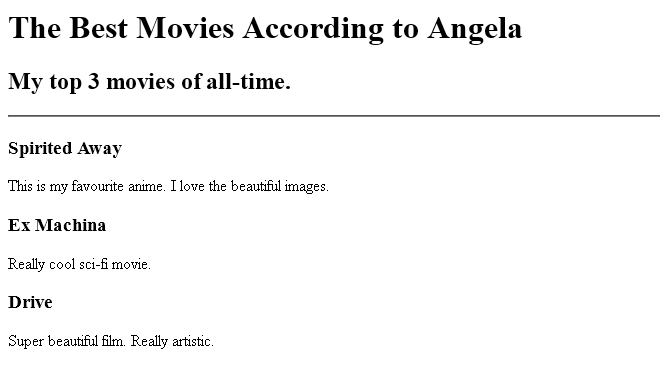 The Best Movies According to Angela
My top 3 movies of all-time.
Spirited Away
This is my favourite anime. I love the beautiful images.
Ex Machina
Really cool sci-fi movie.
Drive
Super beautiful film. Really artistic.